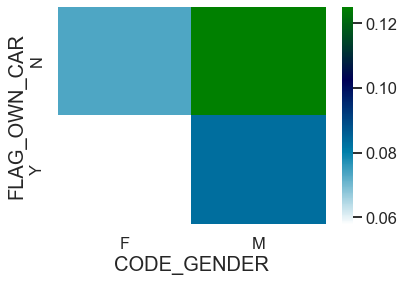 FLAG_OWN_CAR
N
Y
F
M
CODE_GENDER
0.12
0.10
0.08
0.06